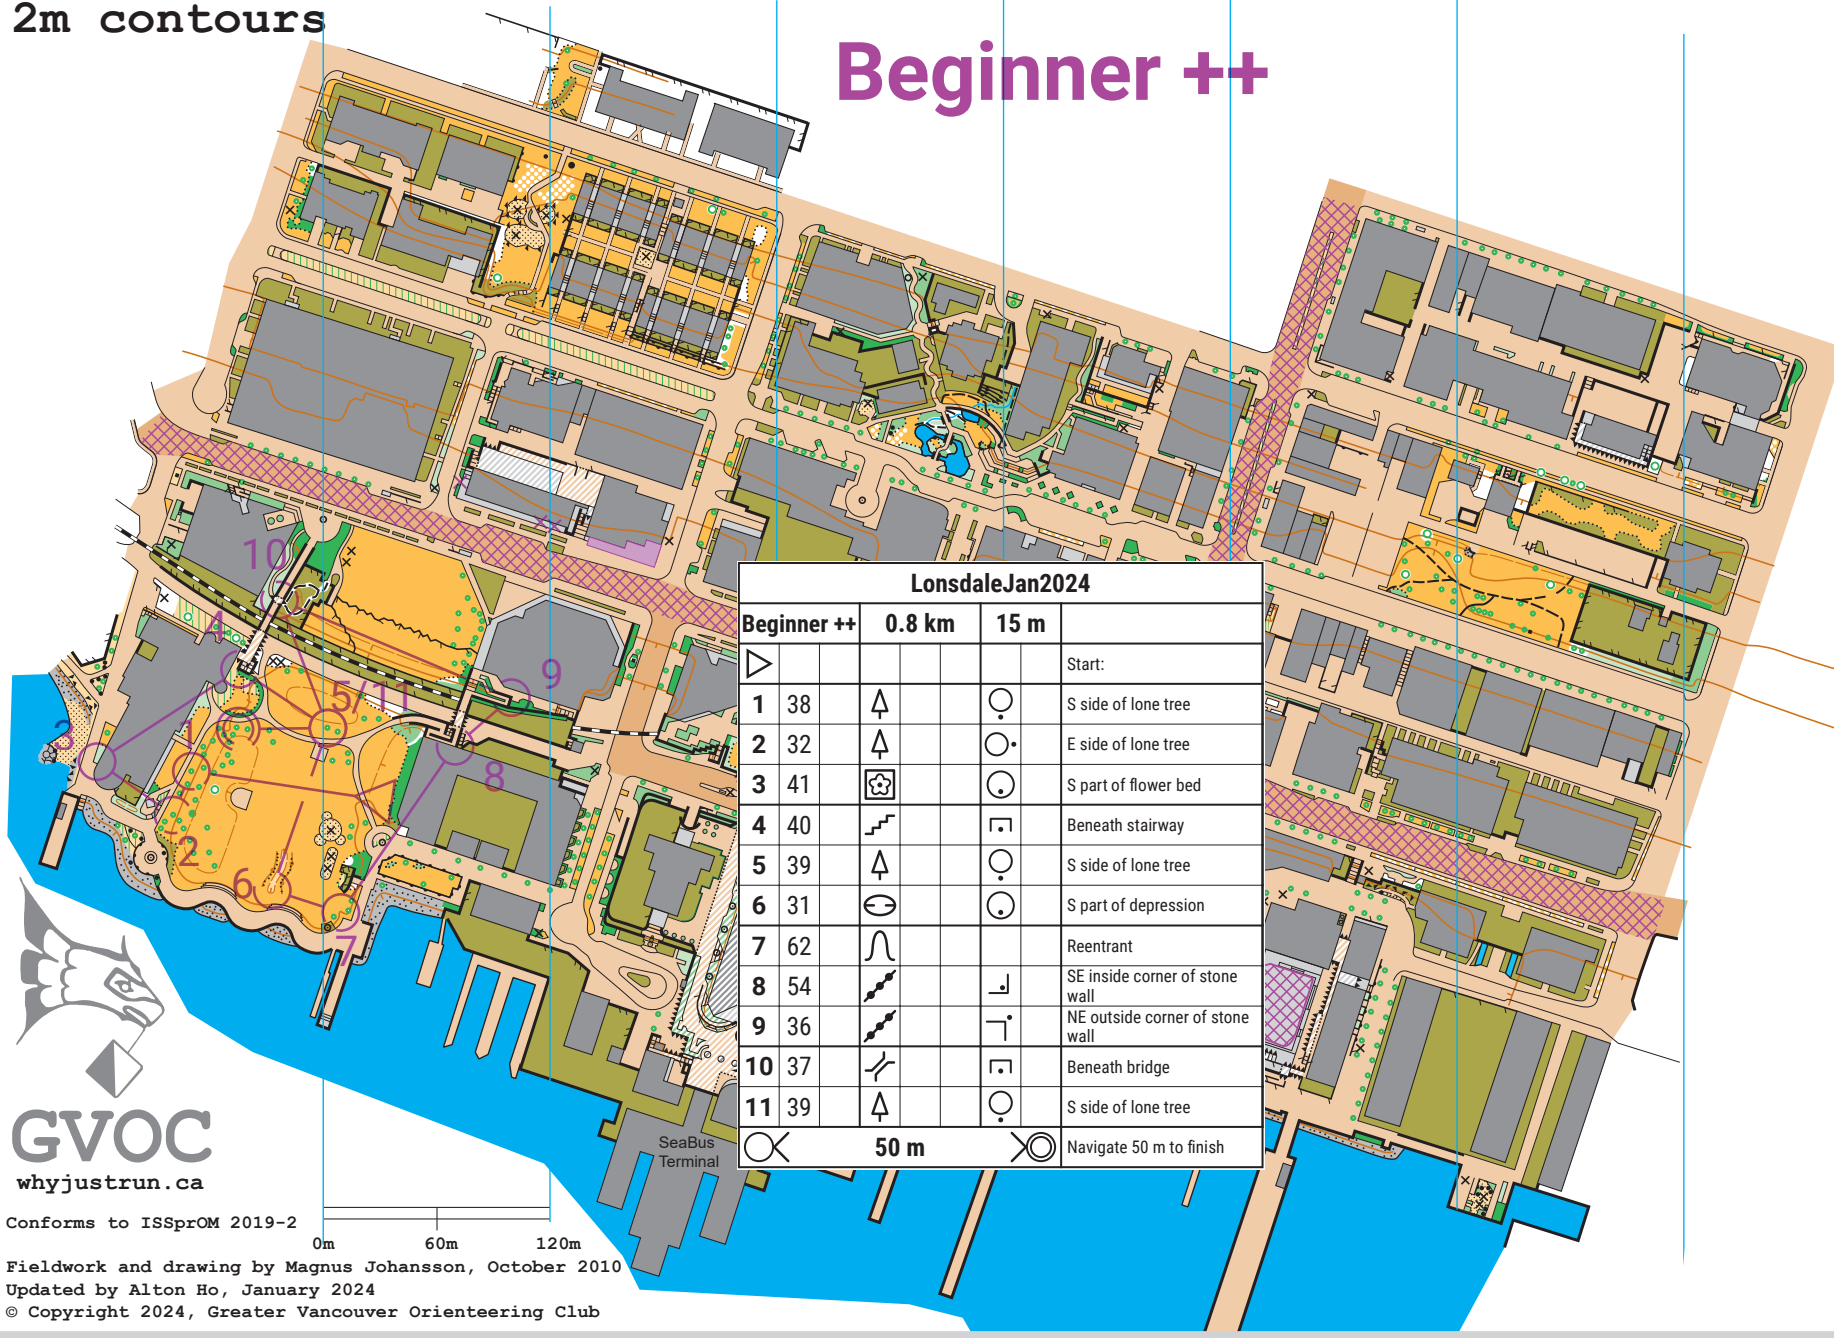 2m contours
Beginner ++
10
4
5/11
9
3
1
8
2
6
7
LonsdaleJan2024
Beginner ++ 0.8 km 15 m
Start:
1 38 S side of lone tree
2 32 E side of lone tree
3 41 S part of flower bed
4 40 Beneath stairway
5 39 S side of lone tree
6 31 S part of depression
7 62 Reentrant
8 54 SE inside corner of stone
wall
9 36 NE outside corner of stone
wall
10 37 Beneath bridge
11 39 S side of lone tree
50 m Navigate 50 m to finish
SeaBus
Terminal
GVOC
whyjustrun.ca
Conforms to ISSprOM 2019-2
0m 60m 120m
Fieldwork and drawing by Magnus Johansson, October 2010
Updated by Alton Ho, January 2024
© Copyright 2024, Greater Vancouver Orienteering Club